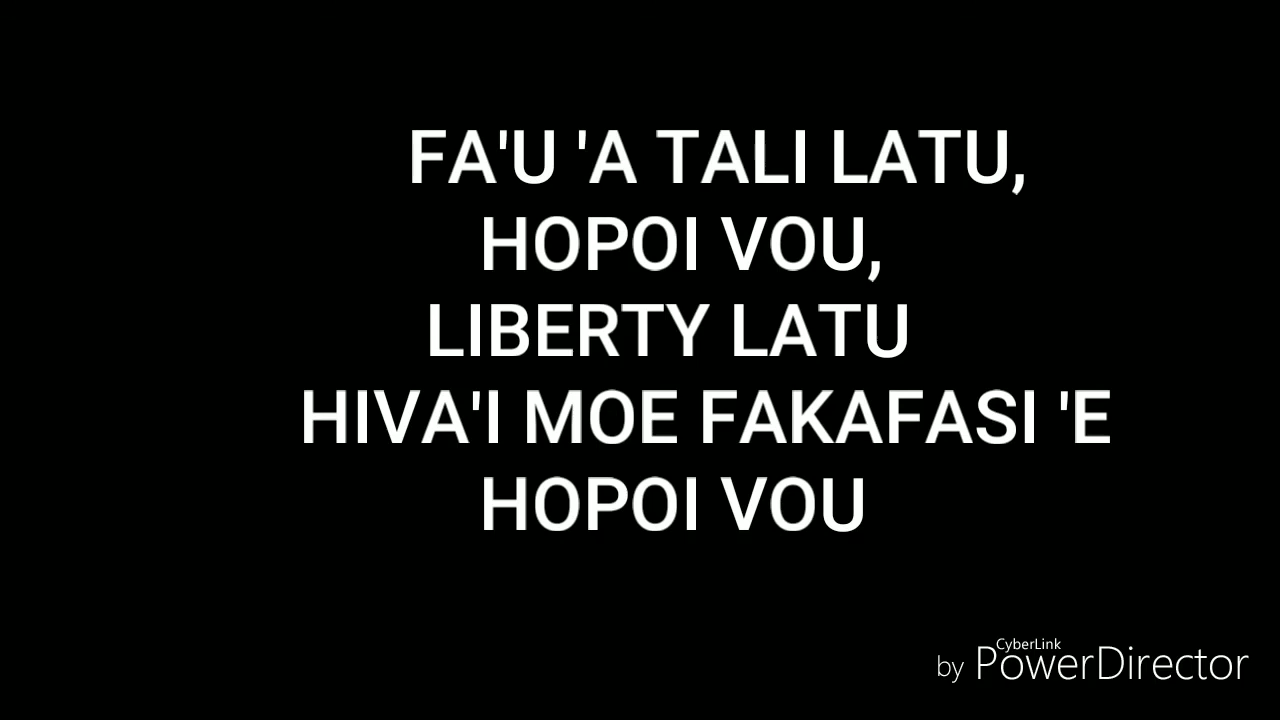 FA'U 'A TALI LATU,
HOPOI VOU,
LIBERTY LATU
HIVA'I MOE FAKAFASI 'E
HOPOI VOU
CyberLink
by PowerDirector